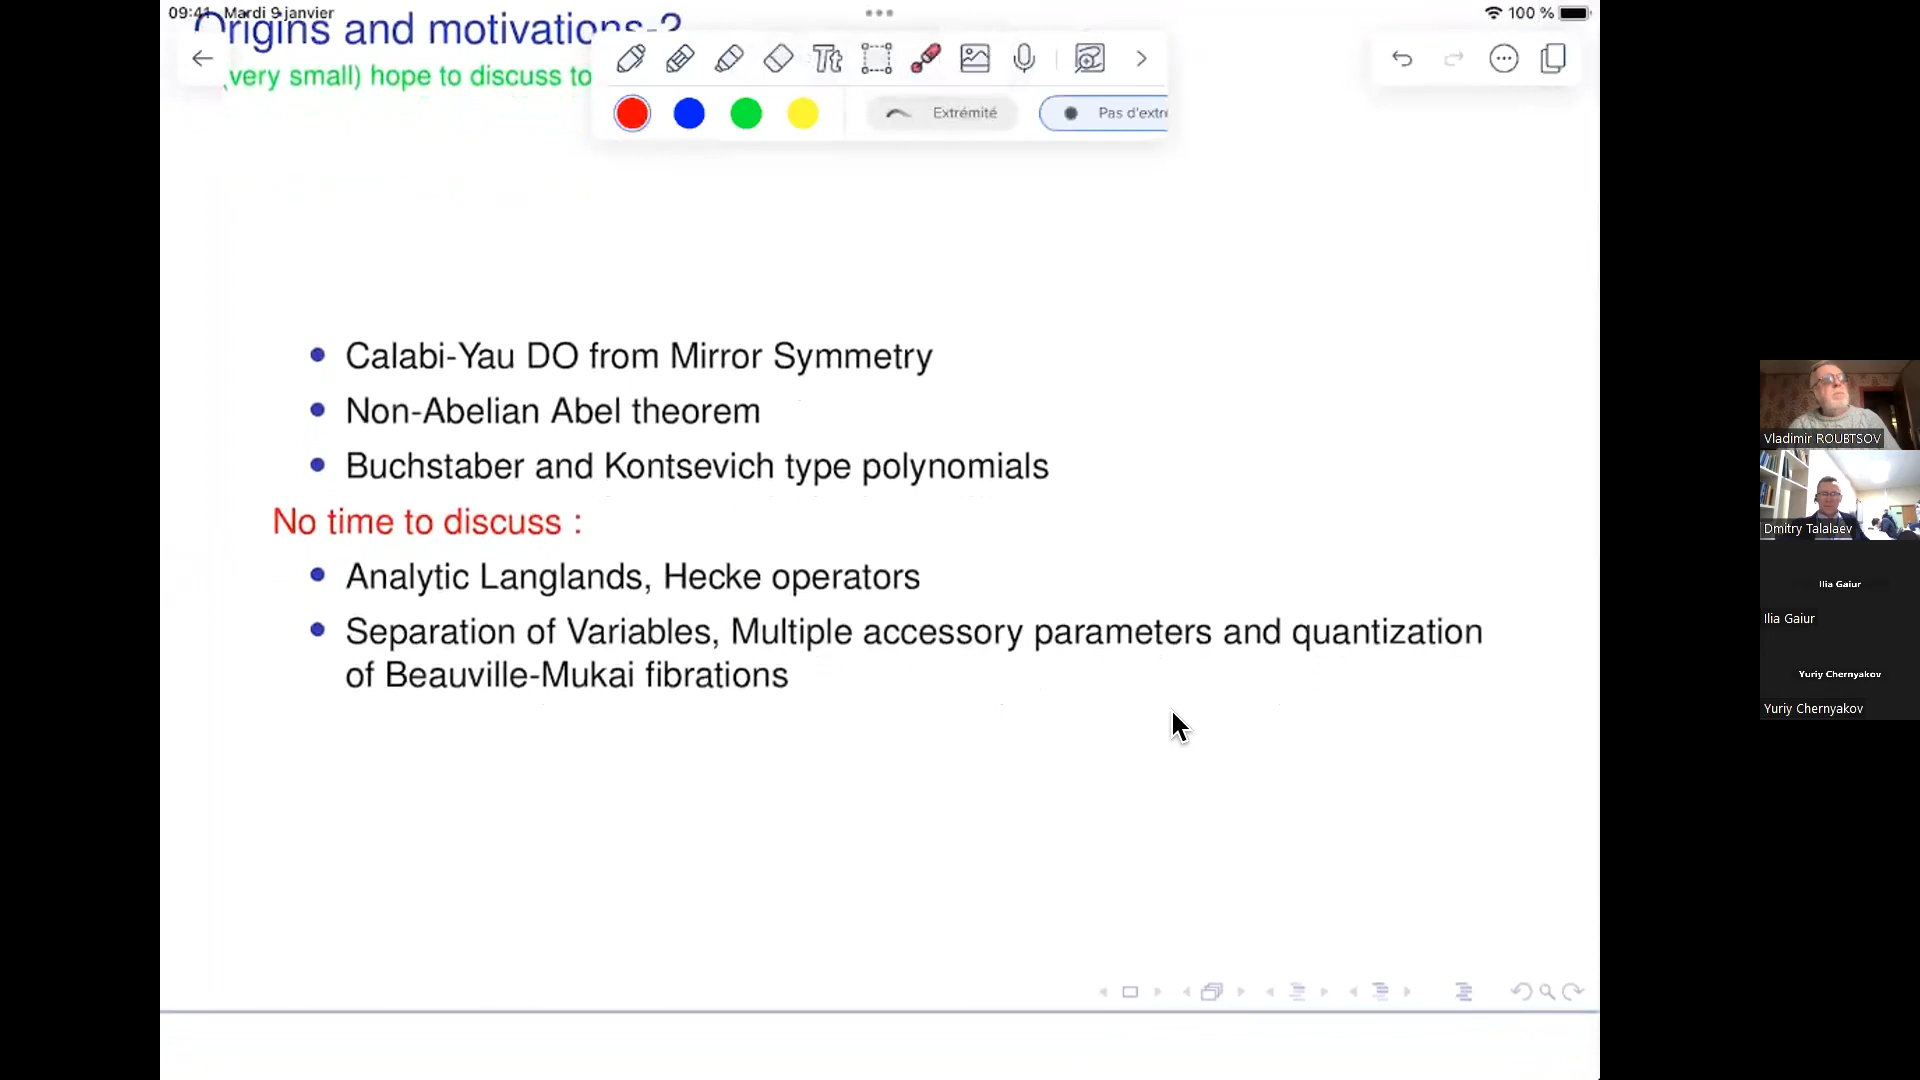 09:41 Mardi 9 janvier
100 %
Origins and motivations-2
(very small) hope to discuss to
Tt
Extrémité
Pas d'extré
Calabi-Yau DO from Mirror Symmetry
Non-Abelian Abel theorem
Buchstaber and Kontsevich type polynomials
No time to discuss :
Analytic Langlands, Hecke operators
Separation of Variables, Multiple accessory parameters and quantization
of Beauville-Mukai fibrations
Vladimir ROUBTSOV
Dmitry Talalaev
Ilia Gaiur
Ilia Gaiur
Yuriy Chernyakov
Yuriy Chernyakov